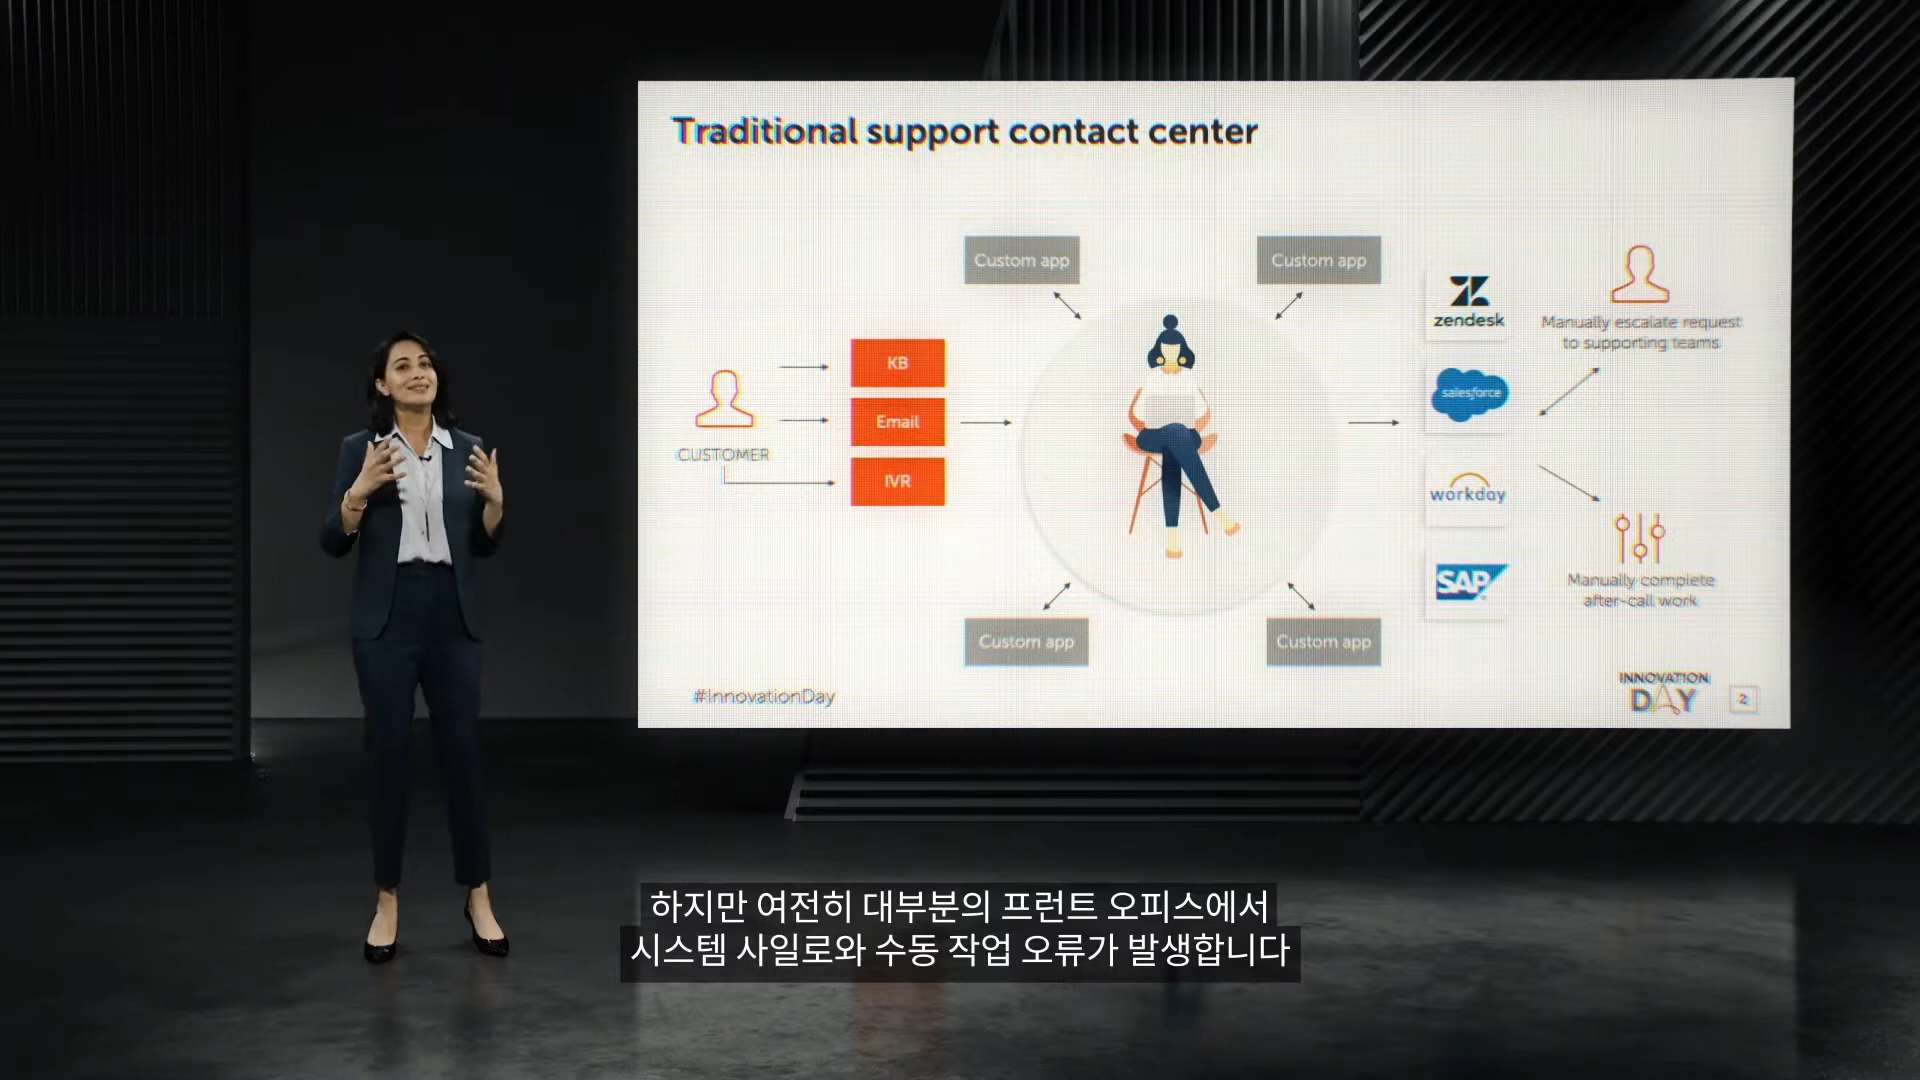 Traditional support contact center
Custom app
Custom app
zendesk
Manually escalate request
to supporting teams
KB
salesforce
Email
CUSTOMER
IVR
workday
SAP
Manually complete
after-call work
Custom app
Custom app
#InnovationDay
INNOVATION
DAY
2
하지만 여전히 대부분의 프런트 오피스에서
시스템 사일로와 수동 작업 오류가 발생합니다